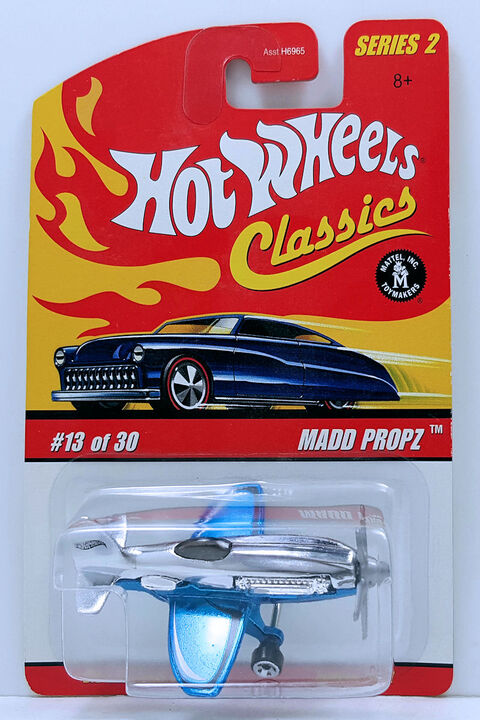 Asst H6965
SERIES 2
8+
HOT WHEELS
Classics
MATTEL, INC.
M
TOYMAKERS
#13 of 30
MADD PROPZ™